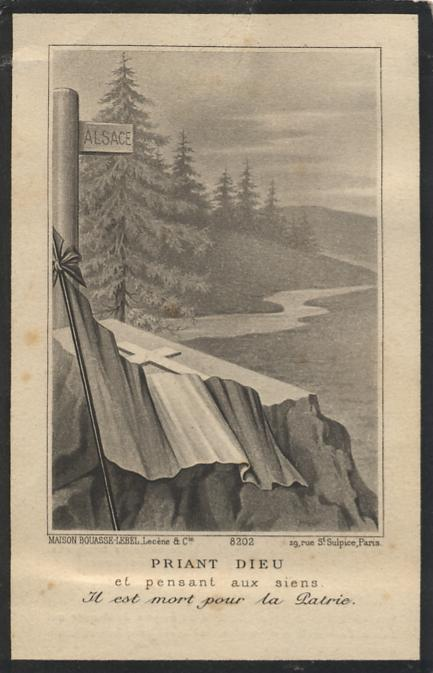 ALSACE
MAISON BOUASSE-LEBEL. Lecène & Cie 8202 29, rue St Sulpice, Paris.
PRIANT DIEU
et pensant aux siens.
Il est mort pour la Patrie.